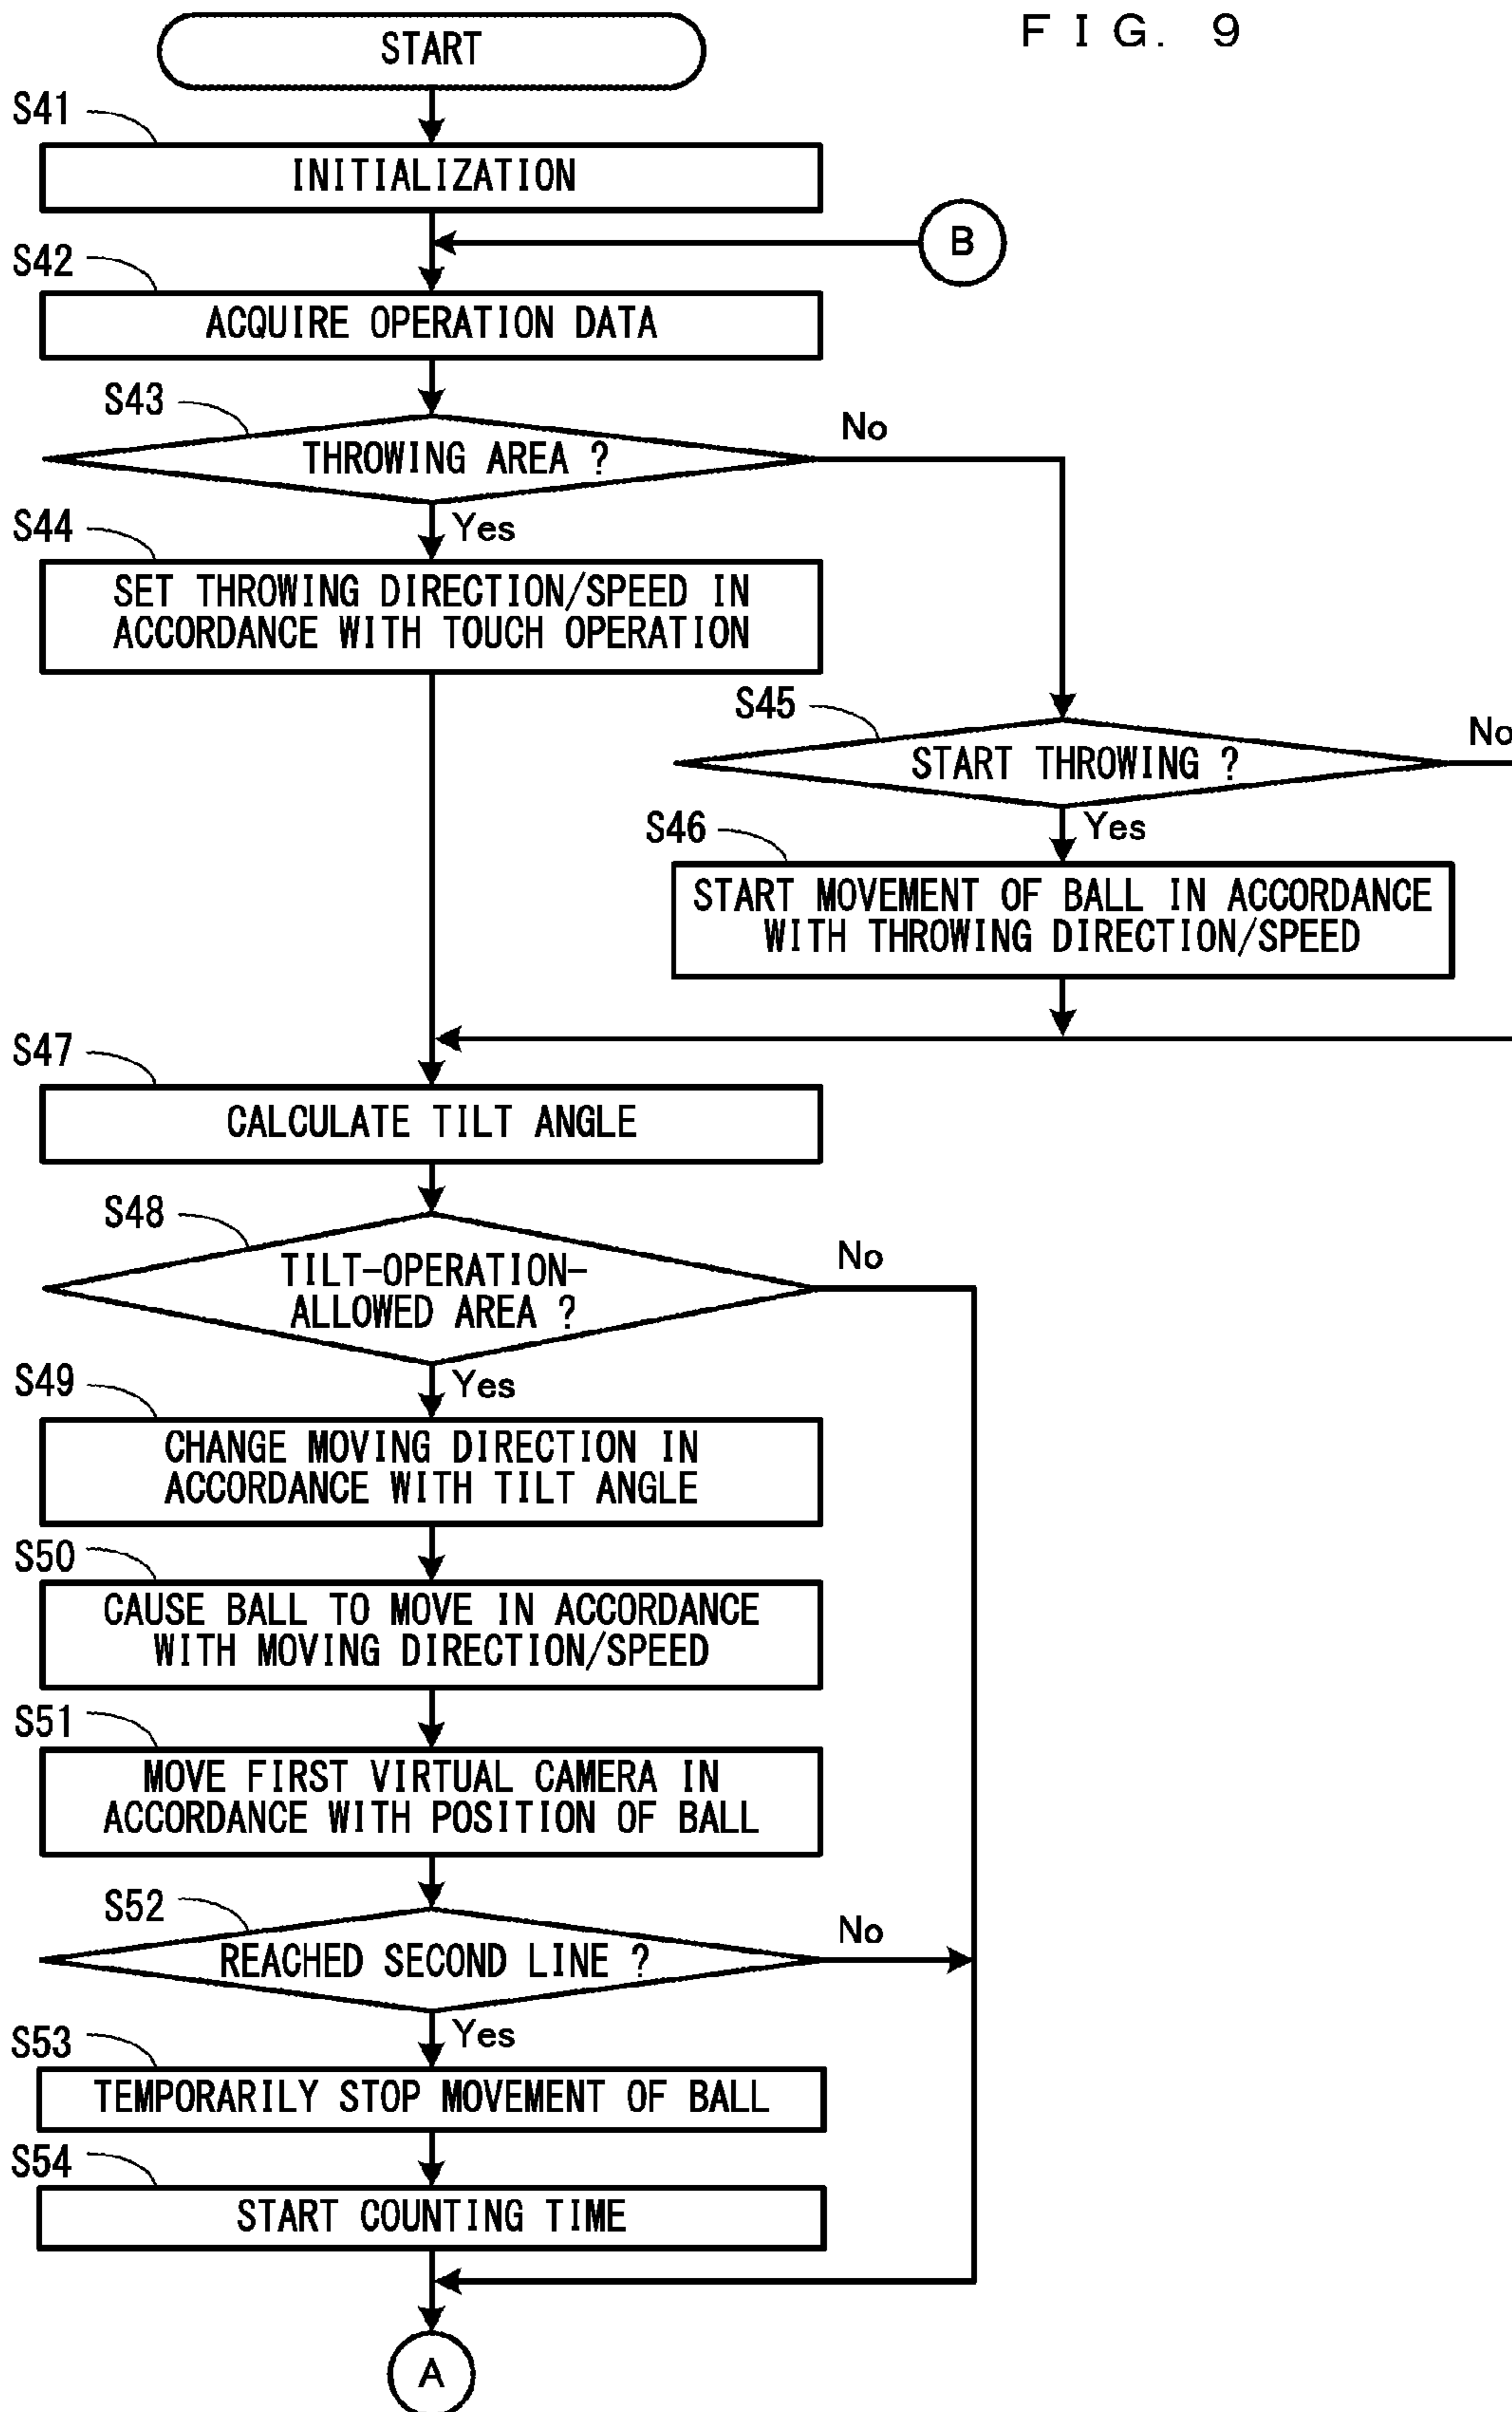 FIG. 9
START
S41
INITIALIZATION
B
S42
ACQUIRE OPERATION DATA
S43
THROWING AREA ?
No
Yes
S44
SET THROWING DIRECTION/SPEED IN
ACCORDANCE WITH TOUCH OPERATION
S45
START THROWING ?
No
Yes
S46
START MOVEMENT OF BALL IN ACCORDANCE
WITH THROWING DIRECTION/SPEED
S47
CALCULATE TILT ANGLE
S48
TILT-OPERATION-
ALLOWED AREA ?
No
Yes
S49
CHANGE MOVING DIRECTION IN
ACCORDANCE WITH TILT ANGLE
S50
CAUSE BALL TO MOVE IN ACCORDANCE
WITH MOVING DIRECTION/SPEED
S51
MOVE FIRST VIRTUAL CAMERA IN
ACCORDANCE WITH POSITION OF BALL
S52
REACHED SECOND LINE ?
No
Yes
S53
TEMPORARILY STOP MOVEMENT OF BALL
S54
START COUNTING TIME
A